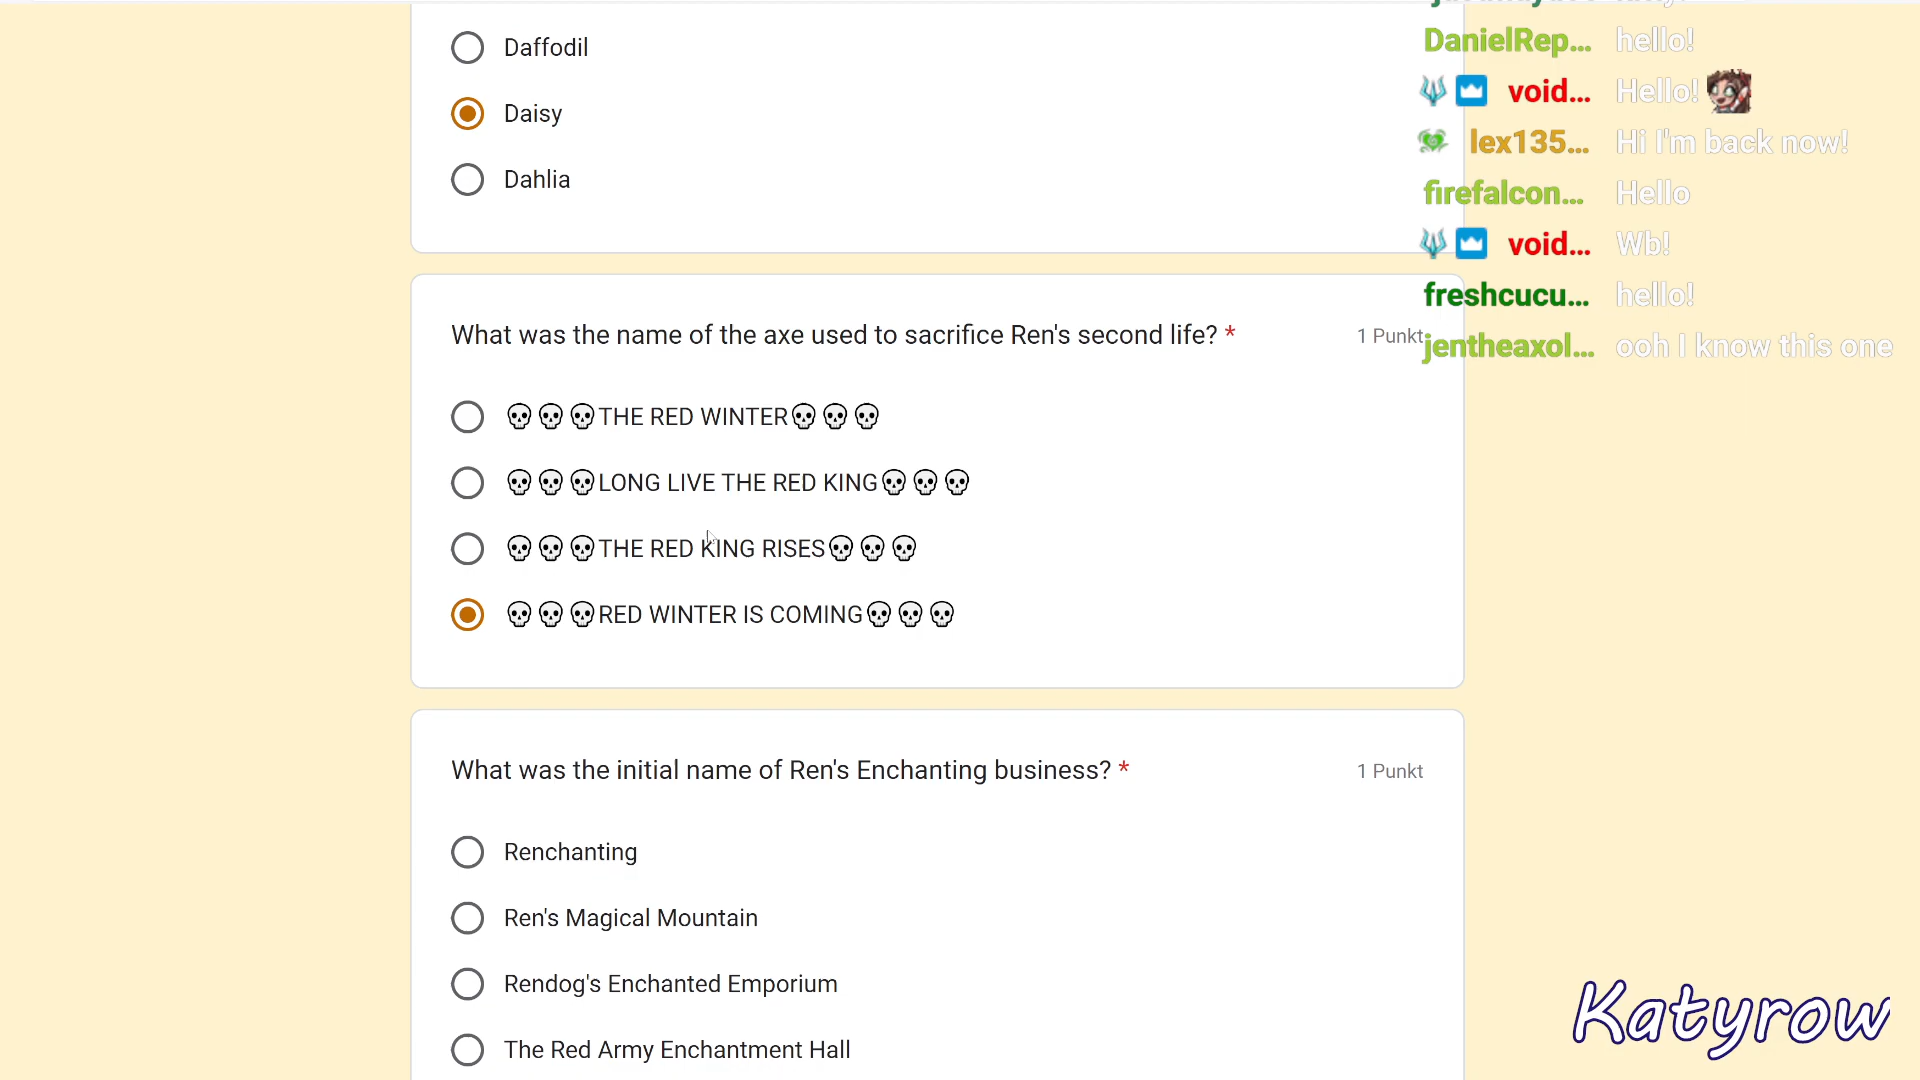 Daffodil
Daisy
Dahlia
What was the name of the axe used to sacrifice Ren's second life? *
1 Punkt
💀💀💀THE RED WINTER💀💀💀
💀💀💀LONG LIVE THE RED KING💀💀💀
💀💀💀THE RED KING RISES💀💀💀
💀💀💀RED WINTER IS COMING💀💀💀
What was the initial name of Ren's Enchanting business? *
1 Punkt
Renchanting
Ren's Magical Mountain
Rendog's Enchanted Emporium
The Red Army Enchantment Hall
DanielRep... hello!
void... Hello!
lex135... Hi I'm back now!
firefalcon... Hello
void... Wb!
freshcucu... hello!
jentheaxol... ooh I know this one
Katyrow